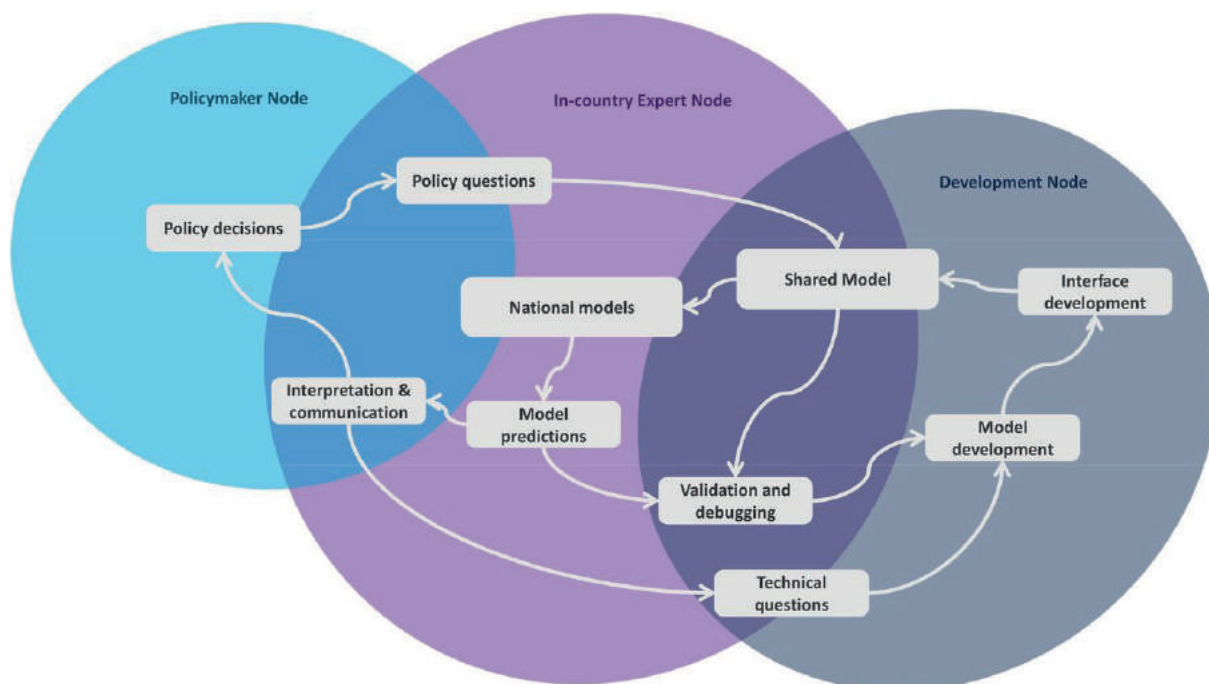 Policymaker Node
In-country Expert Node
Development Node
Policy questions
Policy decisions
Shared Model
Interface
development
National models
Interpretation &
communication
Model
predictions
Model
development
Validation and
debugging
Technical
questions